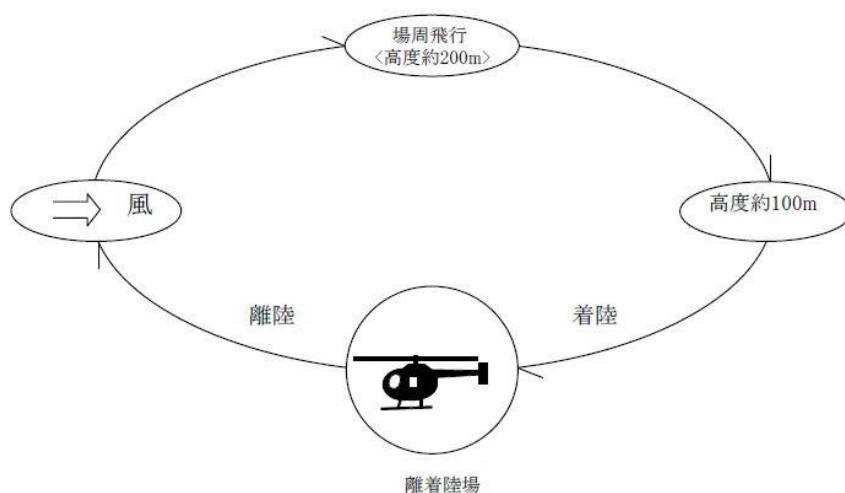 場周飛行
<高度約200m>
風
高度約100m
離陸
着陸
離着陸場